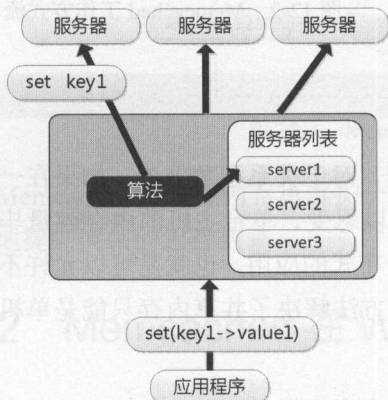 服务器 服务器 服务器
set key1
服务器列表
server1
算法
server2
server3
set(key1->value1)
应用程序